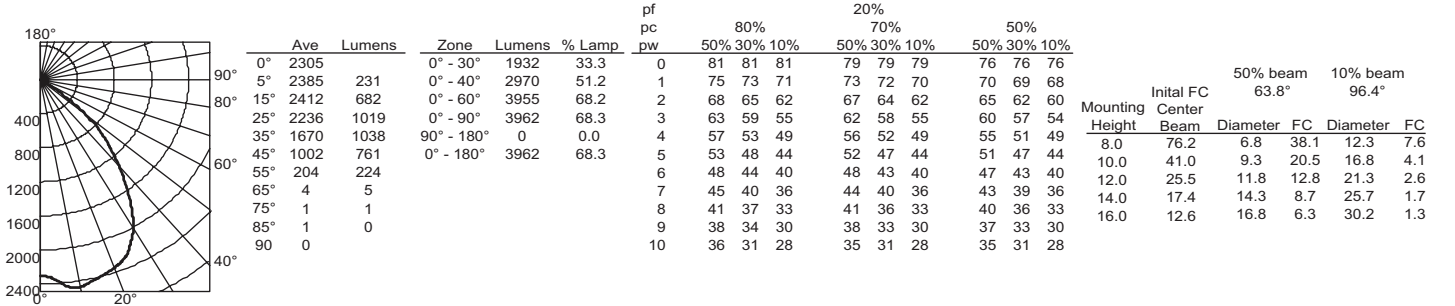 180°
90°
80°
60°
40°
20°
0°
400
800
1200
1600
2000
2400
Ave Lumens
0° 2305
5° 2385 231
15° 2412 682
25° 2236 1019
35° 1670 1038
45° 1002 761
55° 204 224
65° 4 5
75° 1 1
85° 1 0
90 0
Zone Lumens % Lamp
0° - 30° 1932 33.3
0° - 40° 2970 51.2
0° - 60° 3955 68.2
0° - 90° 3962 68.3
90° - 180° 0 0.0
0° - 180° 3962 68.3
pf 20%
pc 80% 70% 50%
pw 50% 30% 10% 50% 30% 10% 50% 30% 10%
0 81 81 81 79 79 79 76 76 76
1 75 73 71 73 72 70 70 69 68
2 68 65 62 67 64 62 65 62 60
3 63 59 55 62 58 55 60 57 54
4 57 53 49 56 52 49 55 51 49
5 53 48 44 52 47 44 51 47 44
6 48 44 40 48 43 40 47 43 40
7 45 40 36 44 40 36 43 39 36
8 41 37 33 41 36 33 40 36 33
9 38 34 30 38 33 30 37 33 30
10 36 31 28 35 31 28 35 31 28
50% beam 10% beam
63.8° 96.4°
Mounting Height Inital FC Center Beam Diameter FC Diameter FC
8.0 76.2 6.8 38.1 12.3 7.6
10.0 41.0 9.3 20.5 16.8 4.1
12.0 25.5 11.8 12.8 21.3 2.6
14.0 17.4 14.3 8.7 25.7 1.7
16.0 12.6 16.8 6.3 30.2 1.3